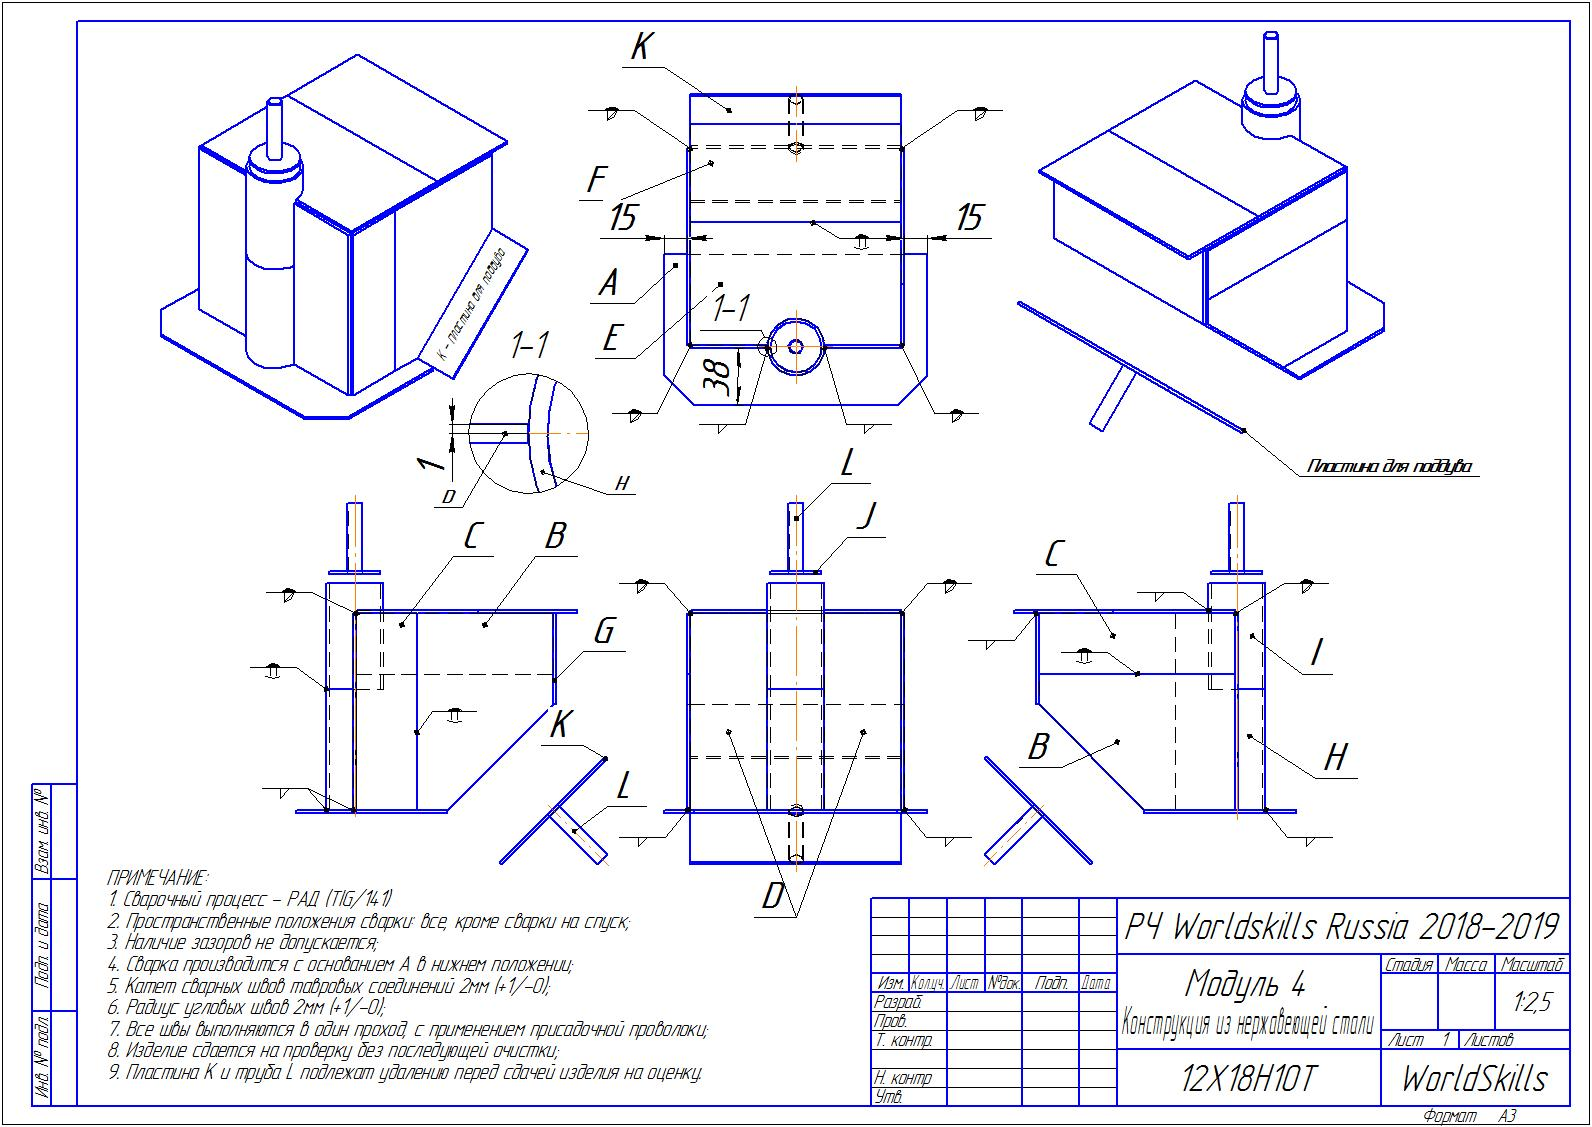 K
F
15
15
A
1-1
E
38
K - пластина для поддува
1-1
1
D
H
Пластина для поддува
L
J
C
B
G
K
L
D
C
I
B
H
ПРИМЕЧАНИЕ:
1. Сварочный процесс - РАД (TIG/141)
2. Пространственные положения сварки: все, кроме сварки на спуск;
3. Наличие зазоров не допускается;
4. Сварка производится с основанием А в нижнем положении;
5. Катет сварных швов тавровых соединений 2мм (+1/-0);
6. Радиус угловых швов 2мм (+1/-0);
7. Все швы выполняются в один проход, с применением присадочной проволоки;
8. Изделие сдается на проверку без последующей очистки;
9. Пластина К и труба L подлежат удалению перед сдачей изделия на оценку.
Взам. инв. №
Подп. и дата
Инв. № подл.
РЧ Worldskills Russia 2018-2019
Изм. Кол.уч. Лист №док. Подп. Дата
Разраб.
Пров.
Т. контр.
Н. контр
Утв.
Модуль 4
Конструкция из нержавеющей стали
Стадия Масса Масштаб
1:2,5
Лист 1 Листов
12Х18Н10Т
WorldSkills
Формат А3